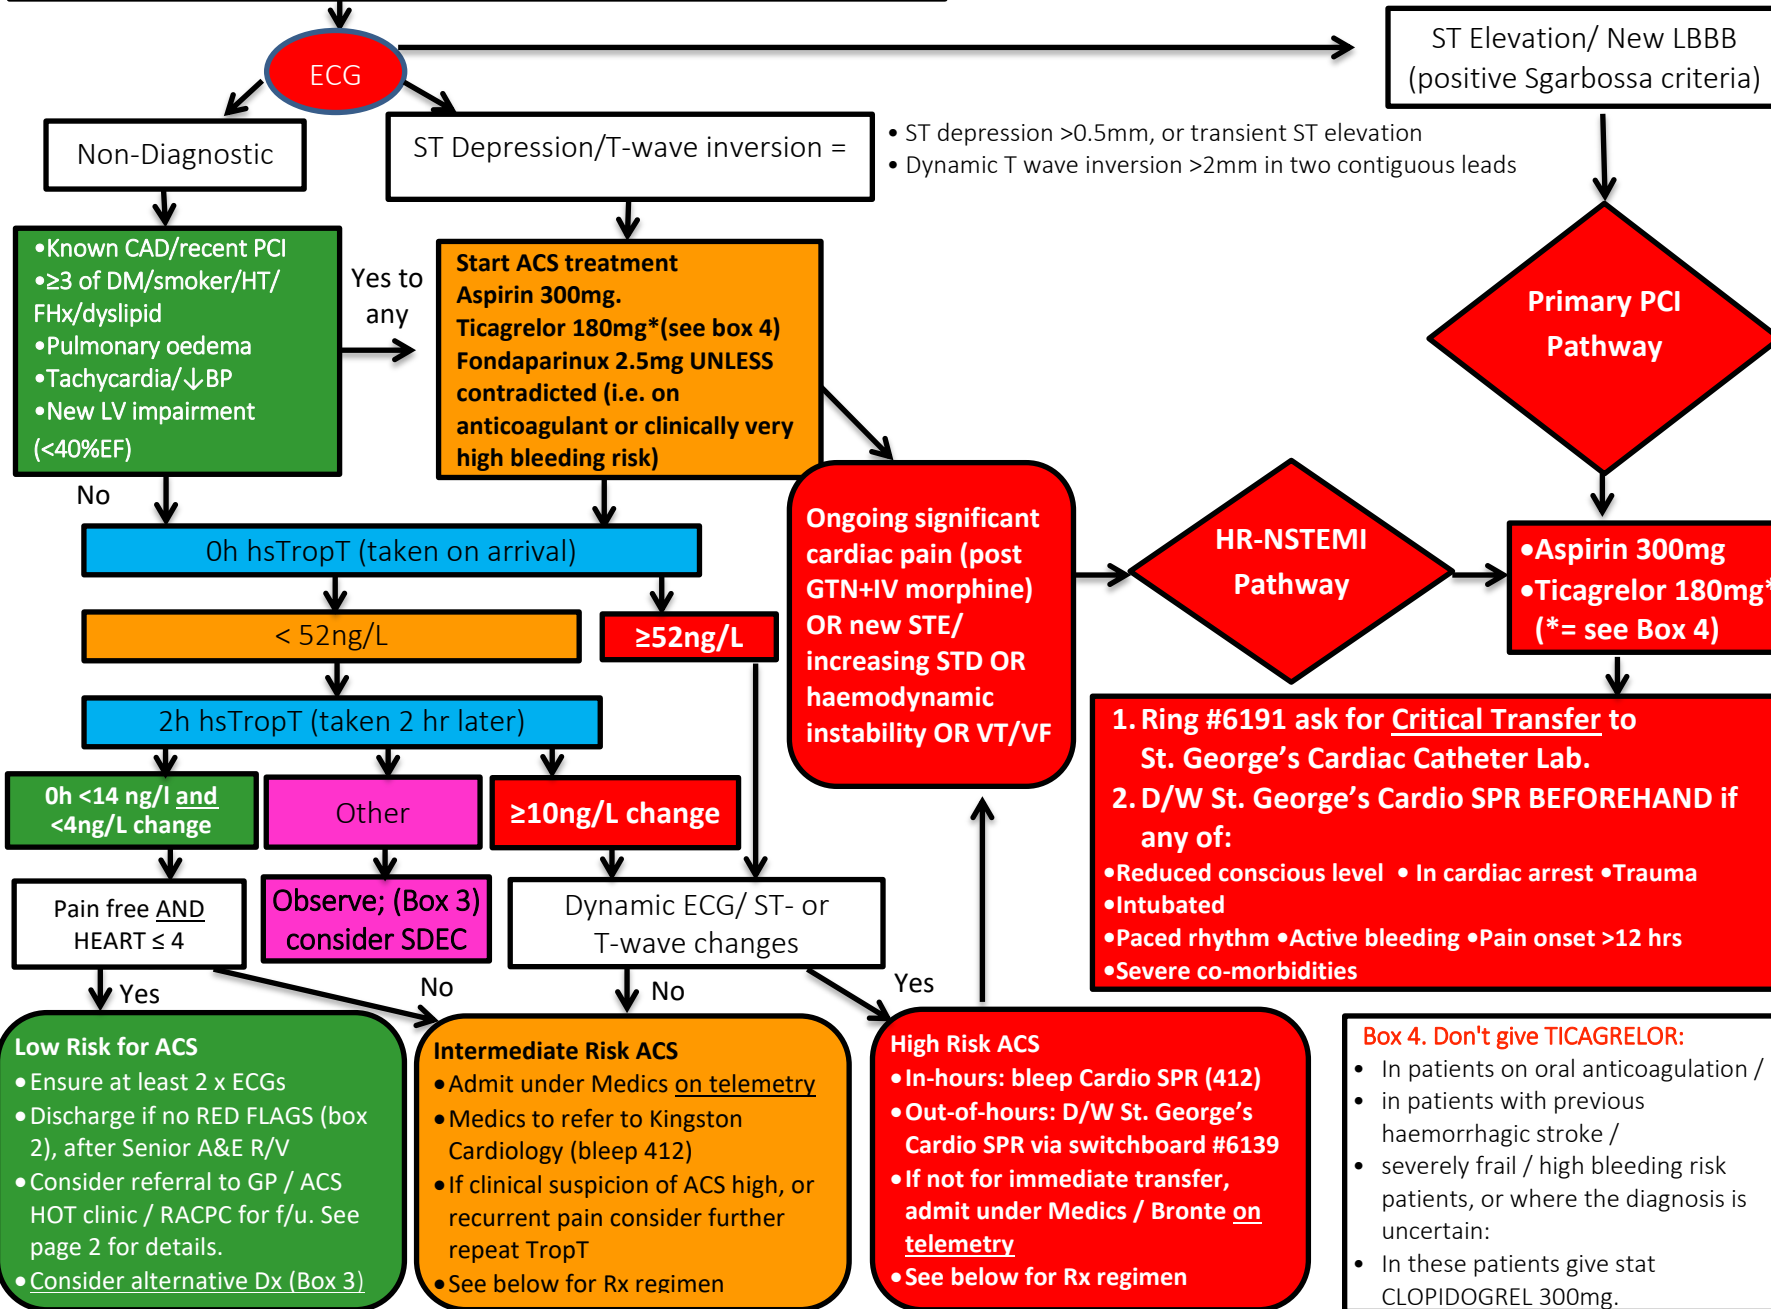 ECG
ST Elevation/ New LBBB
(positive Sgarbossa criteria)
Non-Diagnostic
ST Depression/T-wave inversion =
• ST depression >0.5mm, or transient ST elevation
• Dynamic T wave inversion >2mm in two contiguous leads
•Known CAD/recent PCI
•≥3 of DM/smoker/HT/
FHx/dyslipid
•Pulmonary oedema
•Tachycardia/↓BP
•New LV impairment
(<40%EF)
Yes to
any
Start ACS treatment
Aspirin 300mg.
Ticagrelor 180mg*(see box 4)
Fondaparinux 2.5mg UNLESS
contradicted (i.e. on
anticoagulant or clinically very
high bleeding risk)
Primary PCI
Pathway
No
0h hsTropT (taken on arrival)
< 52ng/L
≥52ng/L
2h hsTropT (taken 2 hr later)
Ongoing significant
cardiac pain (post
GTN+IV morphine)
OR new STE/
increasing STD OR
haemodynamic
instability OR VT/VF
HR-NSTEMI
Pathway
•Aspirin 300mg
•Ticagrelor 180mg*
(*= see Box 4)
0h <14 ng/l and
<4ng/L change
Other
≥10ng/L change
1. Ring #6191 ask for Critical Transfer to
St. George's Cardiac Catheter Lab.
2. D/W St. George's Cardio SPR BEFOREHAND if
any of:
•Reduced conscious level • In cardiac arrest •Trauma
•Intubated
•Paced rhythm •Active bleeding •Pain onset >12 hrs
•Severe co-morbidities
Pain free AND
HEART ≤ 4
Observe; (Box 3)
consider SDEC
Dynamic ECG/ ST- or
T-wave changes
Yes
No
No
Yes
Low Risk for ACS
• Ensure at least 2 x ECGs
• Discharge if no RED FLAGS (box
2), after Senior A&E R/V
• Consider referral to GP / ACS
HOT clinic / RACPC for f/u. See
page 2 for details.
• Consider alternative Dx (Box 3)
Intermediate Risk ACS
• Admit under Medics on telemetry
• Medics to refer to Kingston
Cardiology (bleep 412)
• If clinical suspicion of ACS high, or
recurrent pain consider further
repeat TropT
• See below for Rx regimen
High Risk ACS
• In-hours: bleep Cardio SPR (412)
• Out-of-hours: D/W St. George's
Cardio SPR via switchboard #6139
• If not for immediate transfer,
admit under Medics / Bronte on
telemetry
• See below for Rx regimen
Box 4. Don't give TICAGRELOR:
• In patients on oral anticoagulation /
• in patients with previous
haemorrhagic stroke /
• severely frail / high bleeding risk
patients, or where the diagnosis is
uncertain:
• In these patients give stat
CLOPIDOGREL 300mg.